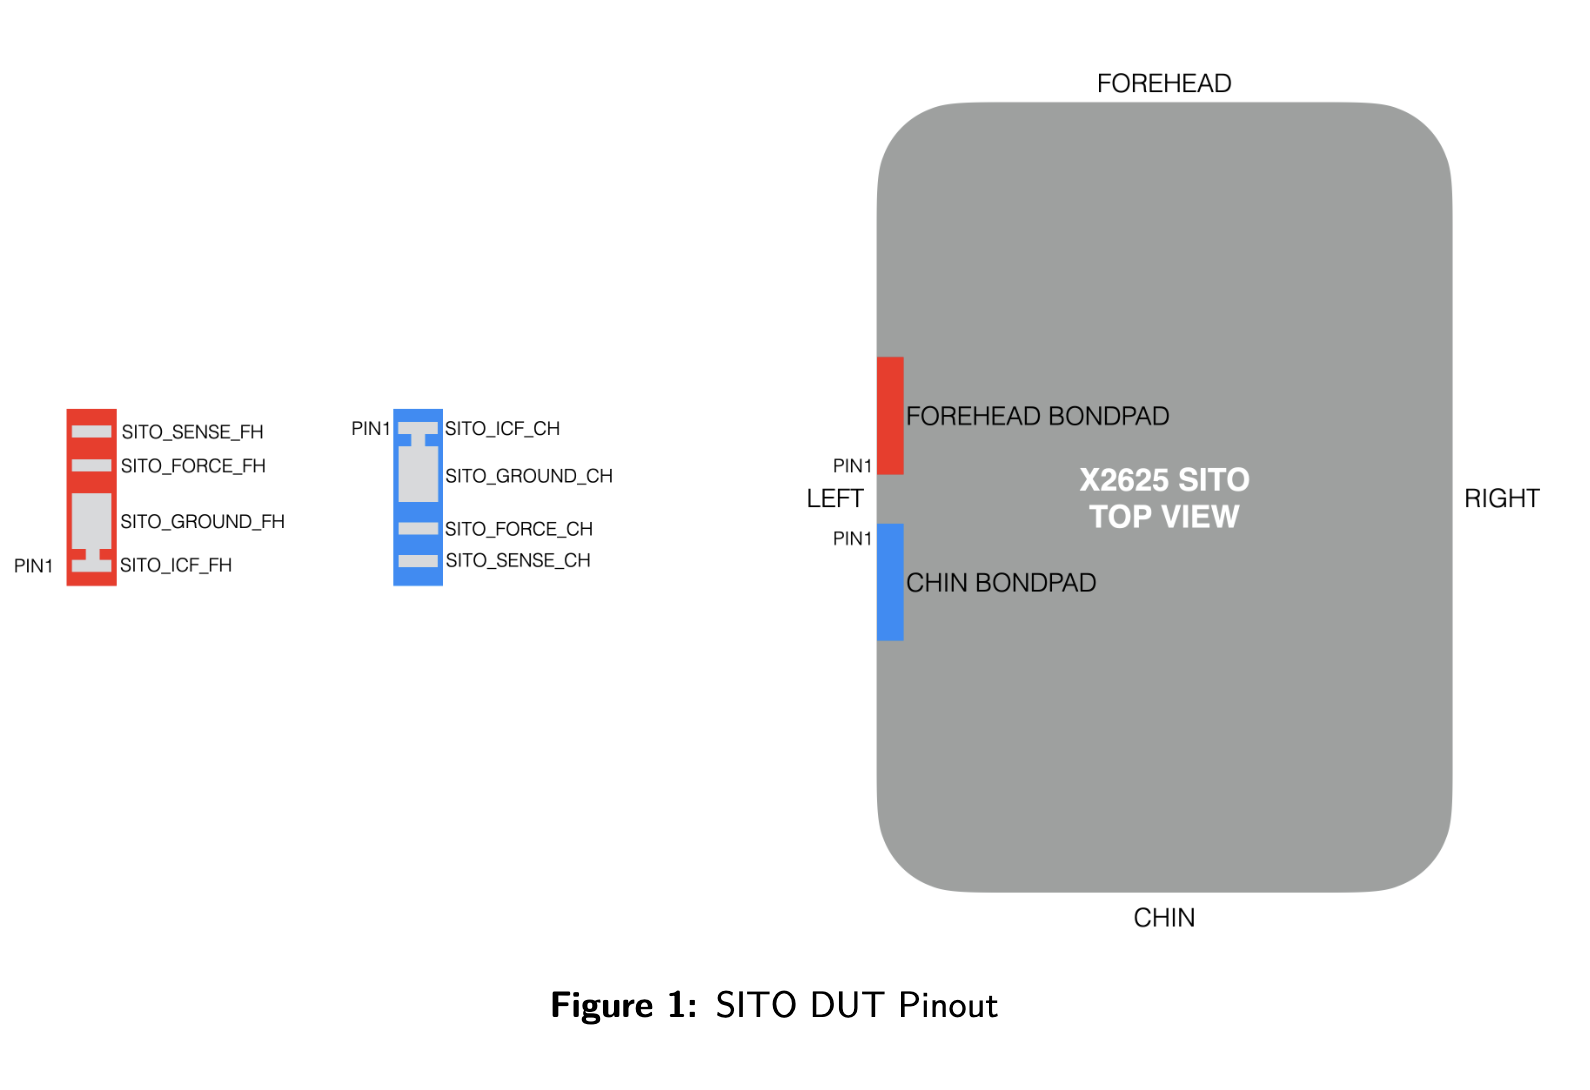 FOREHEAD
SITO_SENSE_FH
SITO_FORCE_FH
SITO_GROUND_FH
PIN1
SITO_ICF_FH
PIN1
SITO_ICF_CH
SITO_GROUND_CH
SITO_FORCE_CH
SITO_SENSE_CH
FOREHEAD BONDPAD
PIN1
LEFT
X2625 SITO
TOP VIEW
RIGHT
PIN1
CHIN BONDPAD
CHIN
Figure 1: SITO DUT Pinout